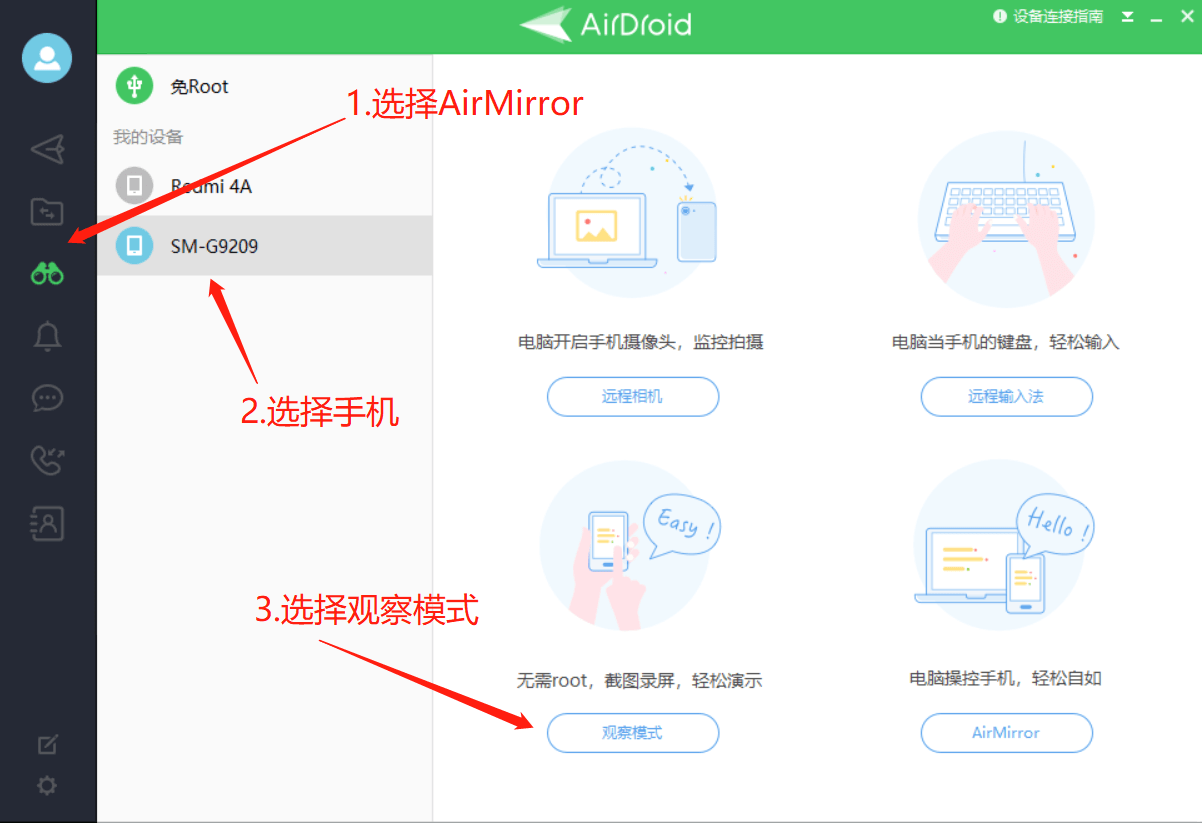 AirDroid
设备连接指南
免Root
1.选择AirMirror
我的设备
Redmi 4A
SM-G9209
2.选择手机
电脑开启手机摄像头，监控拍摄
电脑当手机的键盘，轻松输入
远程相机
远程输入法
Easy !
Hello !
3.选择观察模式
无需root，截图录屏，轻松演示
电脑操控手机，轻松自如
观察模式
AirMirror